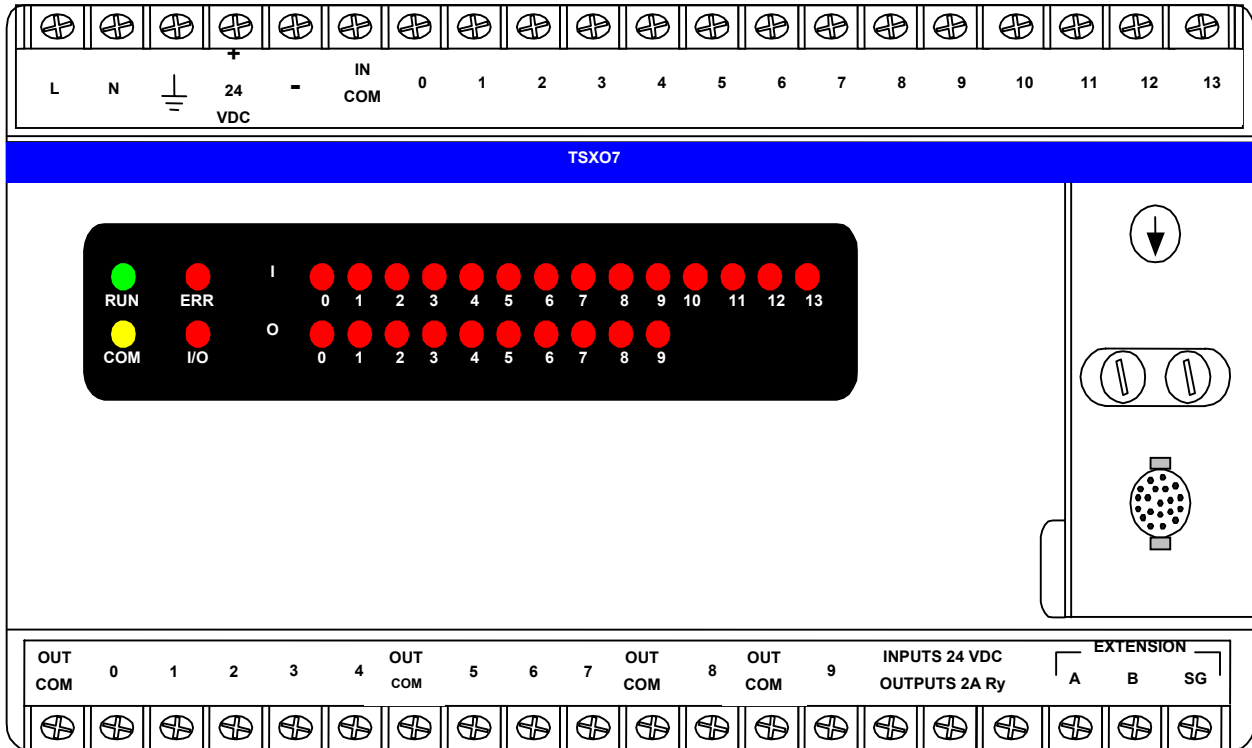 +
IN
L N 24 - COM 0 1 2 3 4 5 6 7 8 9 10 11 12 13
VDC
TSXO7
I
RUN ERR 0 1 2 3 4 5 6 7 8 9 10 11 12 13
O
COM I/O 0 1 2 3 4 5 6 7 8 9
OUT OUT OUT OUT INPUTS 24 VDC EXTENSION
COM 0 1 2 3 4 COM 5 6 7 COM 8 COM 9 OUTPUTS 2A Ry A B SG